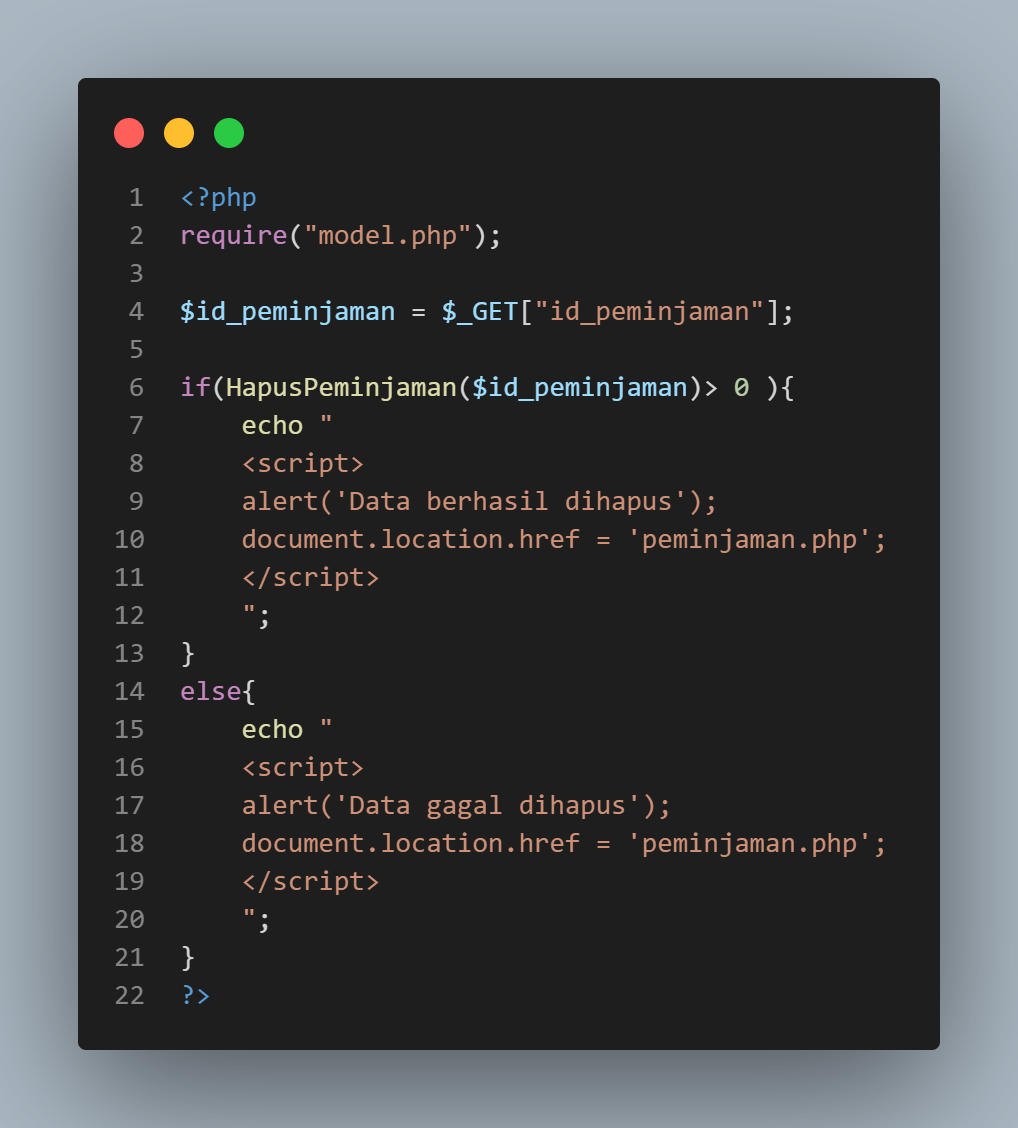 1 <?php
2 require("model.php");
3
4 $id_peminjaman = $_GET["id_peminjaman"];
5
6 if(HapusPeminjaman($id_peminjaman)> 0 ){
7     echo "
8     <script>
9     alert('Data berhasil dihapus');
10     document.location.href = 'peminjaman.php';
11     </script>
12     ";
13 }
14 else{
15     echo "
16     <script>
17     alert('Data gagal dihapus');
18     document.location.href = 'peminjaman.php';
19     </script>
20     ";
21 }
22 ?>